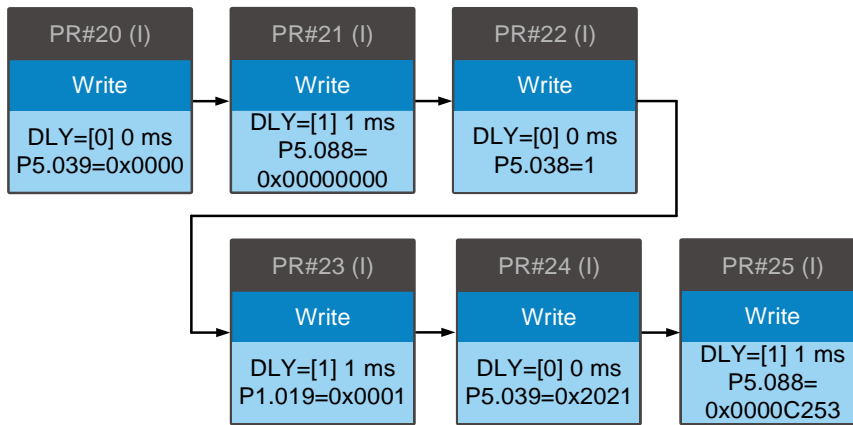 PR#20 (I)
Write
DLY=[0] 0 ms
P5.039=0x0000
PR#21 (I)
Write
DLY=[1] 1 ms
P5.088=
0x00000000
PR#22 (I)
Write
DLY=[0] 0 ms
P5.038=1
PR#23 (I)
Write
DLY=[1] 1 ms
P1.019=0x0001
PR#24 (I)
Write
DLY=[0] 0 ms
P5.039=0x2021
PR#25 (I)
Write
DLY=[1] 1 ms
P5.088=
0x0000C253